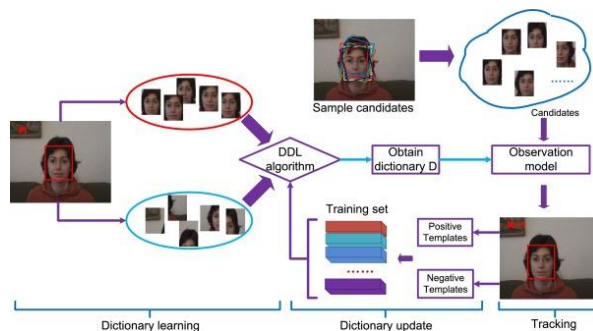 Sample candidates
......
Candidates
DDL
algorithm
Obtain
dictionary D
Observation
model
Training set
......
Positive
Templates
Negative
Templates
Dictionary learning
Dictionary update
Tracking